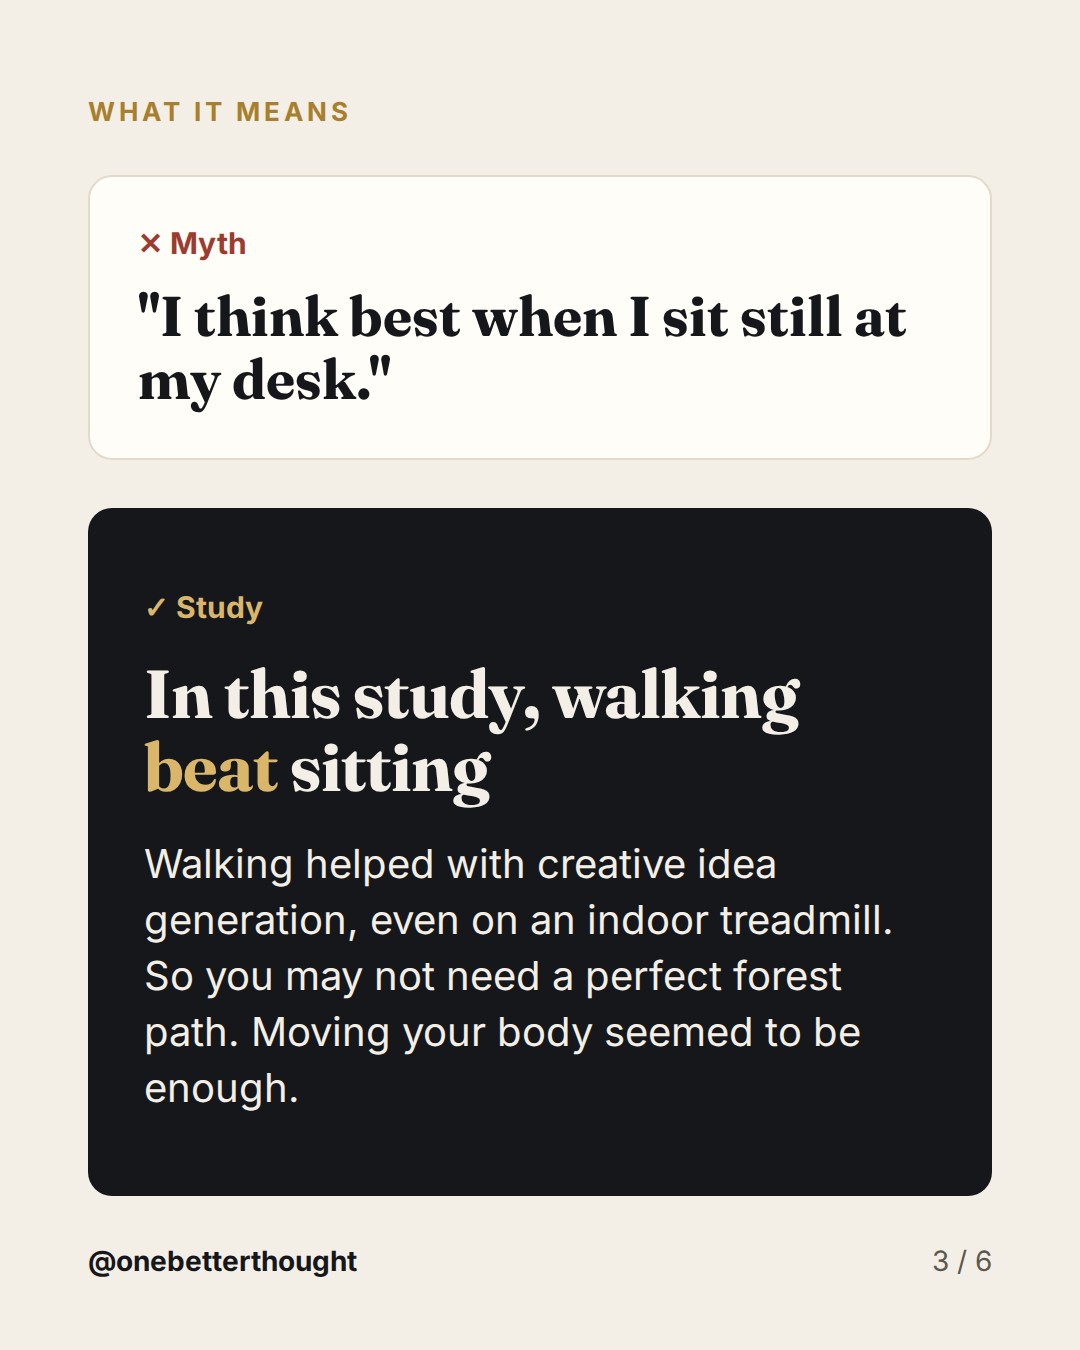 WHAT IT MEANS
✕ Myth
"I think best when I sit still at
my desk."
✓ Study
In this study, walking
beat sitting
Walking helped with creative idea
generation, even on an indoor treadmill.
So you may not need a perfect forest
path. Moving your body seemed to be
enough.
@onebetterthought
3 / 6